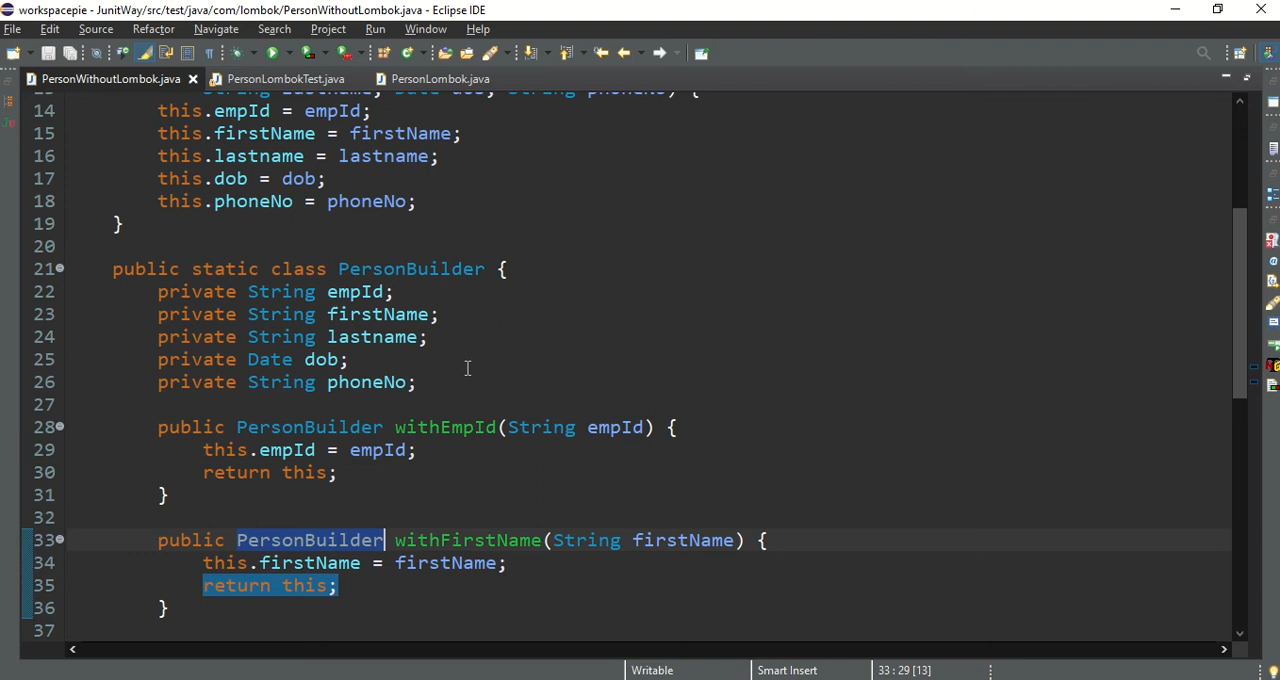 workspacepie - JunitWay/src/test/java/com/lombok/PersonWithoutLombok.java - Eclipse IDE
File Edit Source Refactor Navigate Search Project Run Window Help
PersonWithoutLombok.java PersonLombokTest.java PersonLombok.java
14 this.empId = empId;
15 this.firstName = firstName;
16 this.lastname = lastname;
17 this.dob = dob;
18 this.phoneNo = phoneNo;
19 }
20
21 public static class PersonBuilder {
22 private String empId;
23 private String firstName;
24 private String lastname;
25 private Date dob;
26 private String phoneNo;
27
28 public PersonBuilder withEmpId(String empId) {
29 this.empId = empId;
30 return this;
31 }
32
33 public PersonBuilder withFirstName(String firstName) {
34 this.firstName = firstName;
35 return this;
36 }
37
Writable Smart Insert 33 : 29 [13]